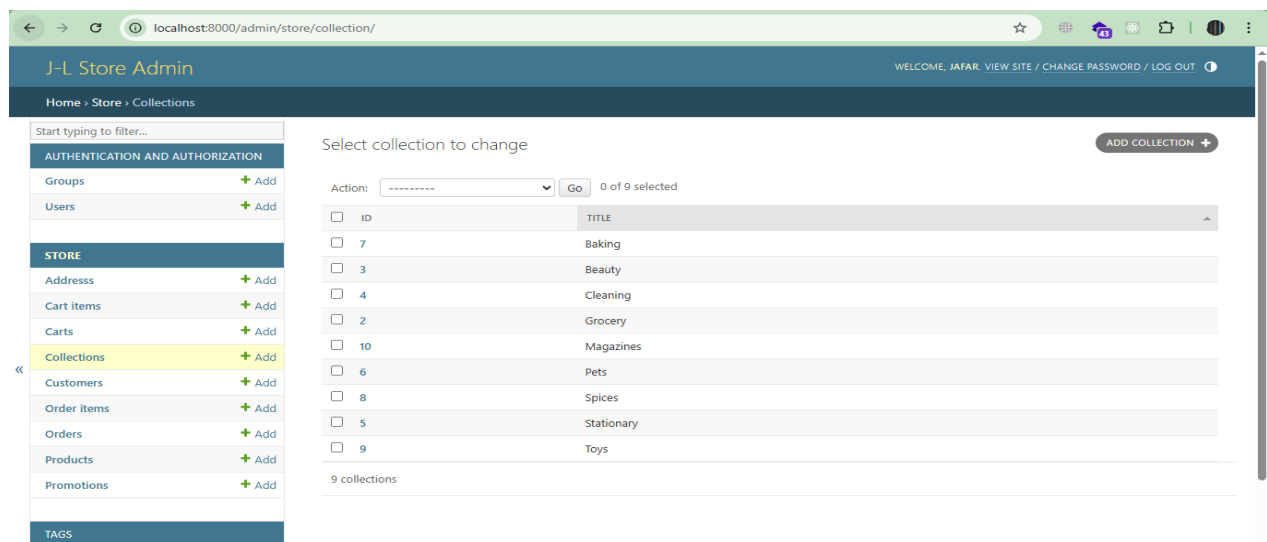 localhost:8000/admin/store/collection/
43
J-L Store Admin
WELCOME, JAFAR. VIEW SITE / CHANGE PASSWORD / LOG OUT
Home › Store › Collections
Start typing to filter...
AUTHENTICATION AND AUTHORIZATION
Groups + Add
Users + Add
STORE
Addresss + Add
Cart items + Add
Carts + Add
Collections + Add
Customers + Add
Order items + Add
Orders + Add
Products + Add
Promotions + Add
TAGS
«
Select collection to change
ADD COLLECTION +
Action: --------- Go 0 of 9 selected
ID TITLE
7 Baking
3 Beauty
4 Cleaning
2 Grocery
10 Magazines
6 Pets
8 Spices
5 Stationary
9 Toys
9 collections